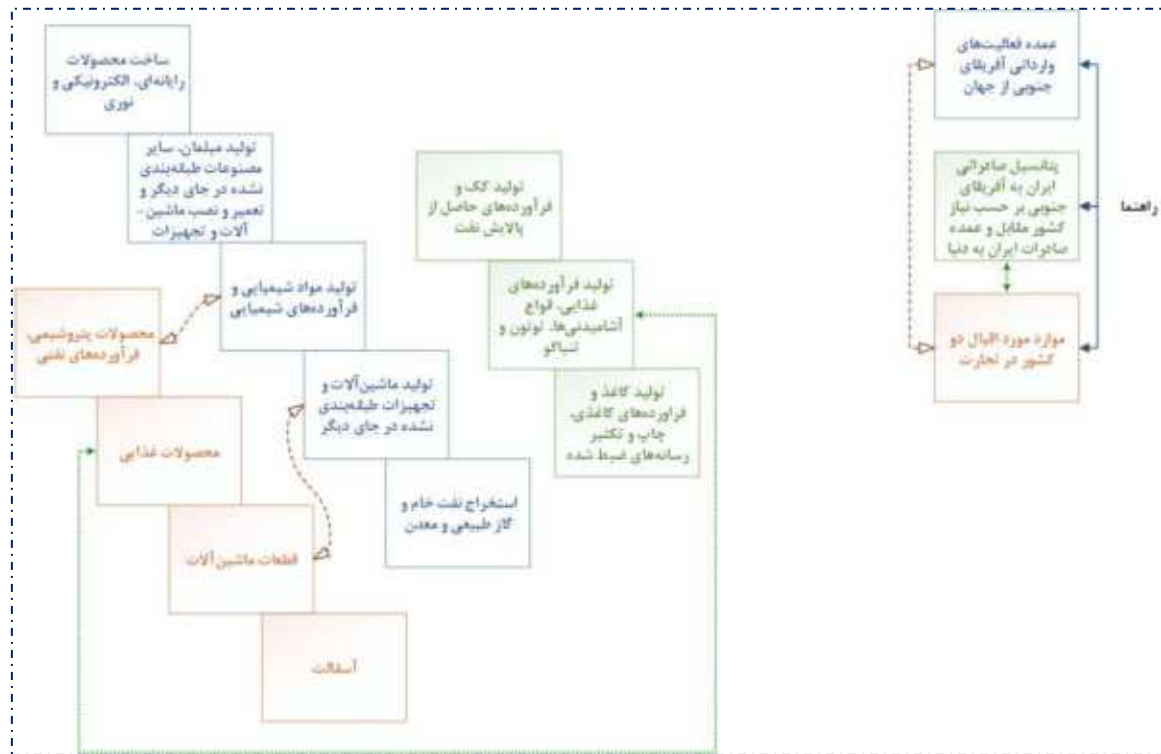 راهنما
عمده فعالیت‌های
وارداتی آفریقای
جنوبی از جهان
پتانسیل صادراتی
ایران به آفریقای
جنوبی بر حسب نیاز
کشور مقابل و عمده
صادرات ایران به دنیا
موارد مورد اقبال دو
کشور در تجارت
تولید کک و
فرآورده‌های حاصل از
پالایش نفت
تولید فرآورده‌های
غذایی، انواع
آشامیدنی‌ها، توتون و
تنباکو
تولید کاغذ و
فراورده‌های کاغذی،
چاپ و تکثیر
رسانه‌های ضبط شده
ساخت محصولات
رایانه‌ای، الکترونیکی و
نوری
تولید مبلمان، سایر
مصنوعات طبقه‌بندی
نشده در جای دیگر و
تعمیر و نصب ماشین-
آلات و تجهیزات
تولید مواد شیمیایی و
فرآورده‌های شیمیایی
تولید ماشین‌آلات و
تجهیزات طبقه‌بندی
نشده در جای دیگر
استخراج نفت خام و
گاز طبیعی و معدن
محصولات پتروشیمی،
فرآورده‌های نفتی
محصولات غذایی
قطعات ماشین‌آلات
آسفالت